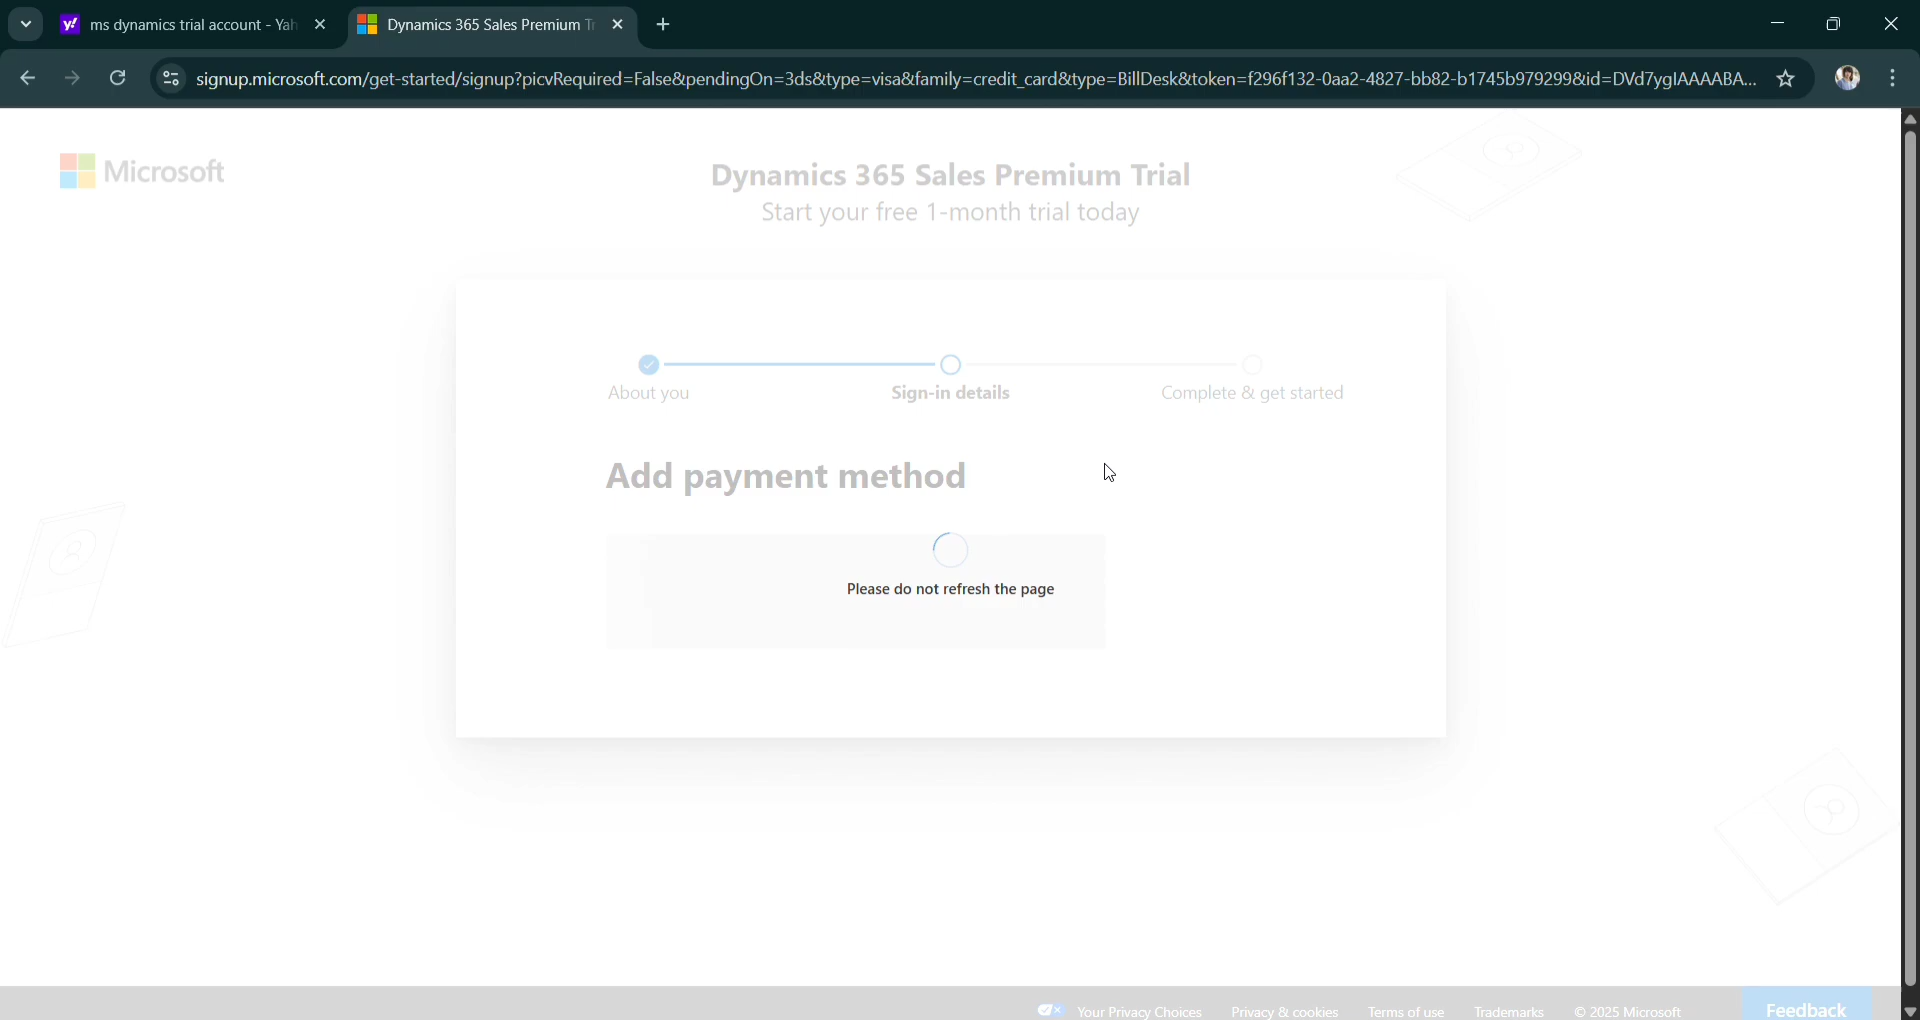 ms dynamics trial account - Yah
Dynamics 365 Sales Premium Tr
signup.microsoft.com/get-started/signup?picvRequired=False&pendingOn=3ds&type=visa&family=credit_card&type=BillDesk&token=f296f132-0aa2-4827-bb82-b1745b979299&id=DVd7yglAAAABA...
Microsoft
Dynamics 365 Sales Premium Trial
Start your free 1-month trial today
About you
Sign-in details
Complete & get started
Add payment method
Please do not refresh the page
Your Privacy Choices
Privacy & cookies
Terms of use
Trademarks
© 2025 Microsoft
Feedback